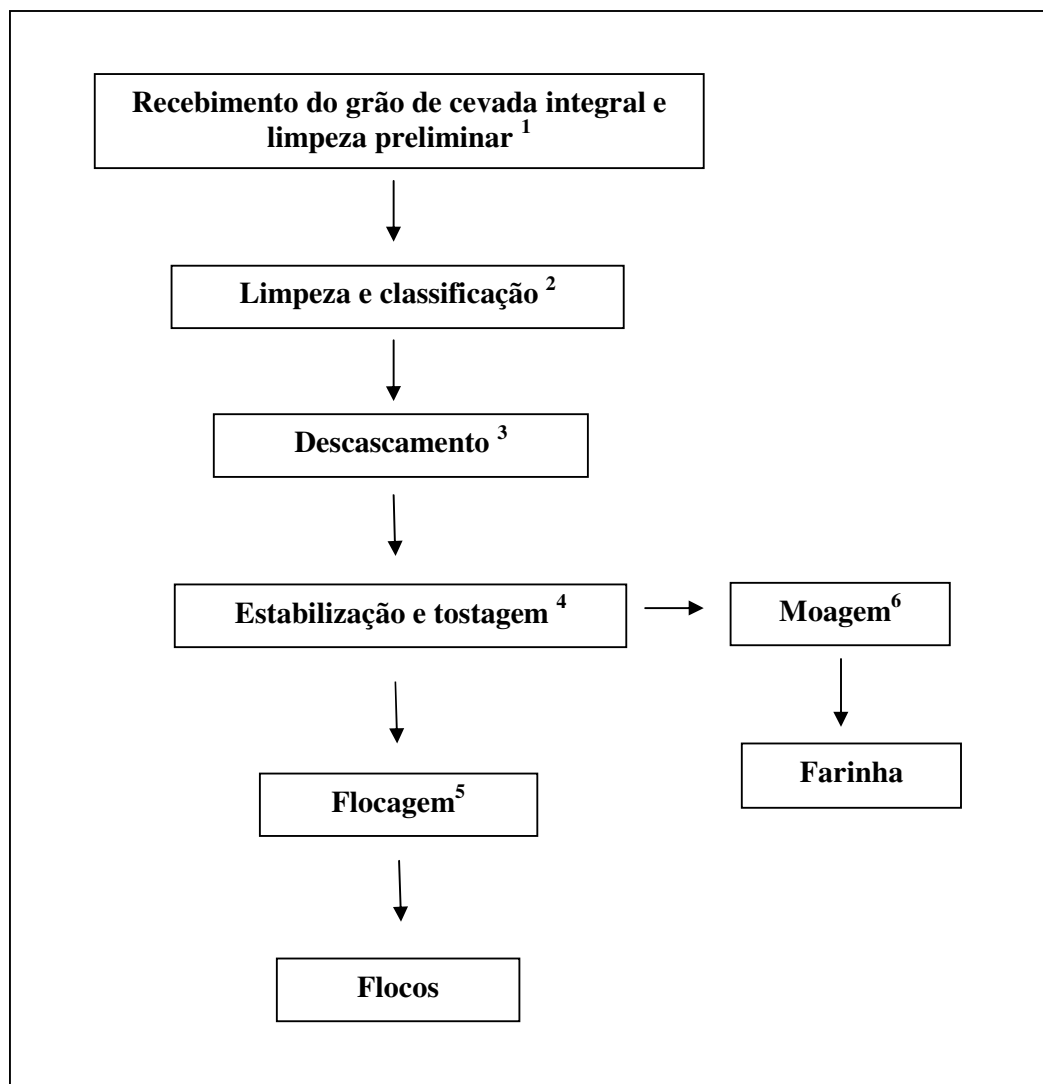 Recebimento do grão de cevada integral e
limpeza preliminar 1
Limpeza e classificação 2
Descascamento 3
Estabilização e tostagem 4
Moagem6
Farinha
Flocagem5
Flocos